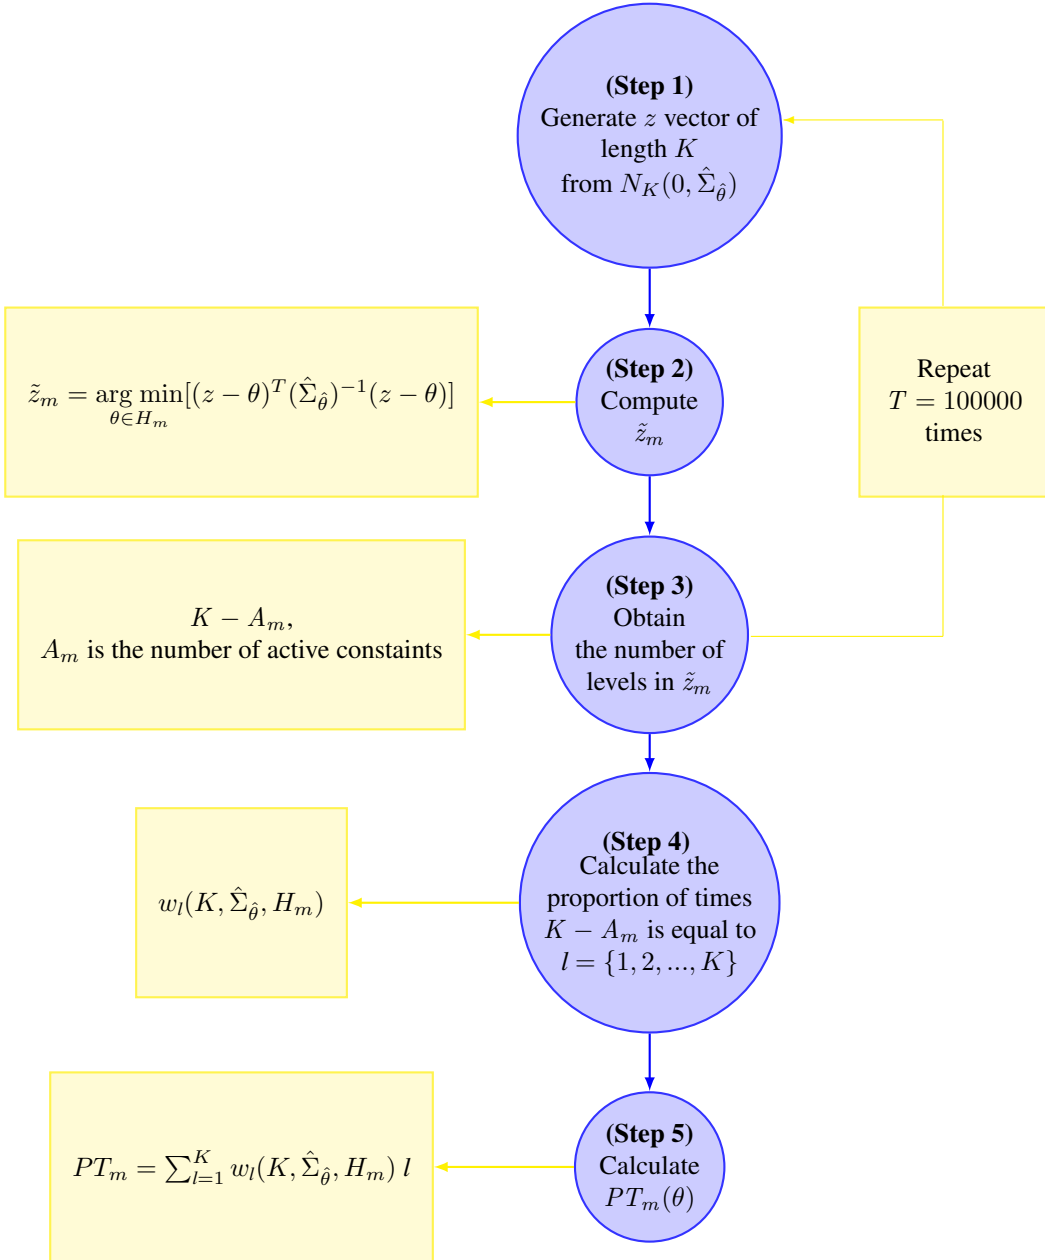 (Step 1)
Generate z vector of
length K
from N_K(0, Σ̂_θ̂)
z̃_m = arg min[(z − θ)^T(Σ̂_θ̂)^−1(z − θ)]
θ∈H_m
(Step 2)
Compute
z̃_m
Repeat
T = 100000
times
K − A_m,
A_m is the number of active constaints
(Step 3)
Obtain
the number of
levels in z̃_m
w_l(K, Σ̂_θ̂, H_m)
(Step 4)
Calculate the
proportion of times
K − A_m is equal to
l = {1, 2, ..., K}
PT_m = ∑_{l=1}^K w_l(K, Σ̂_θ̂, H_m) l
(Step 5)
Calculate
PT_m(θ)